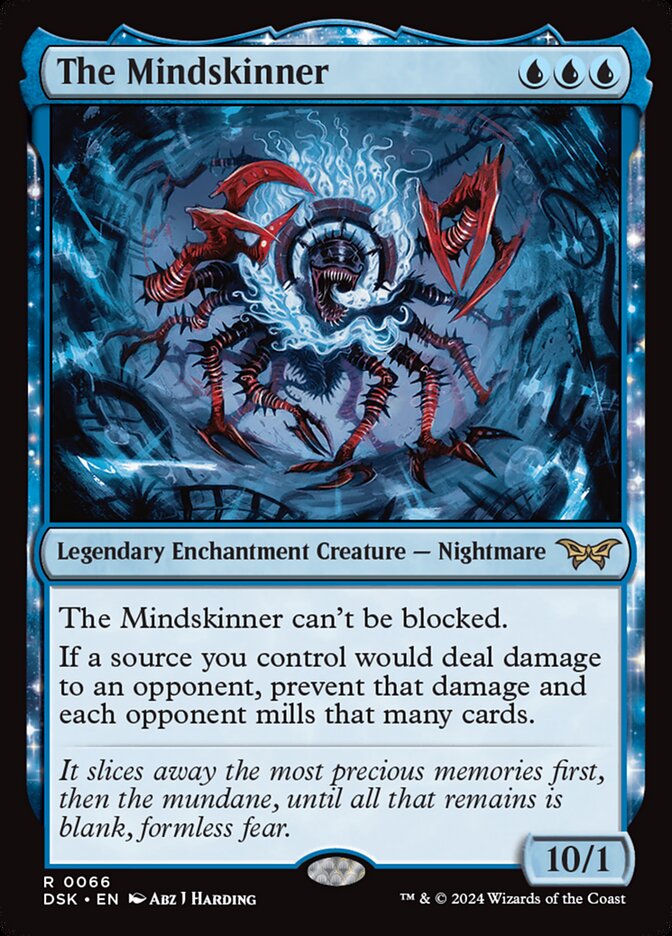 The Mindskinner
Legendary Enchantment Creature — Nightmare
The Mindskinner can't be blocked.
If a source you control would deal damage
to an opponent, prevent that damage and
each opponent mills that many cards.
It slices away the most precious memories first,
then the mundane, until all that remains is
blank, formless fear.
10/1
R 0066
DSK • EN Abz J Harding
™ & © 2024 Wizards of the Coast